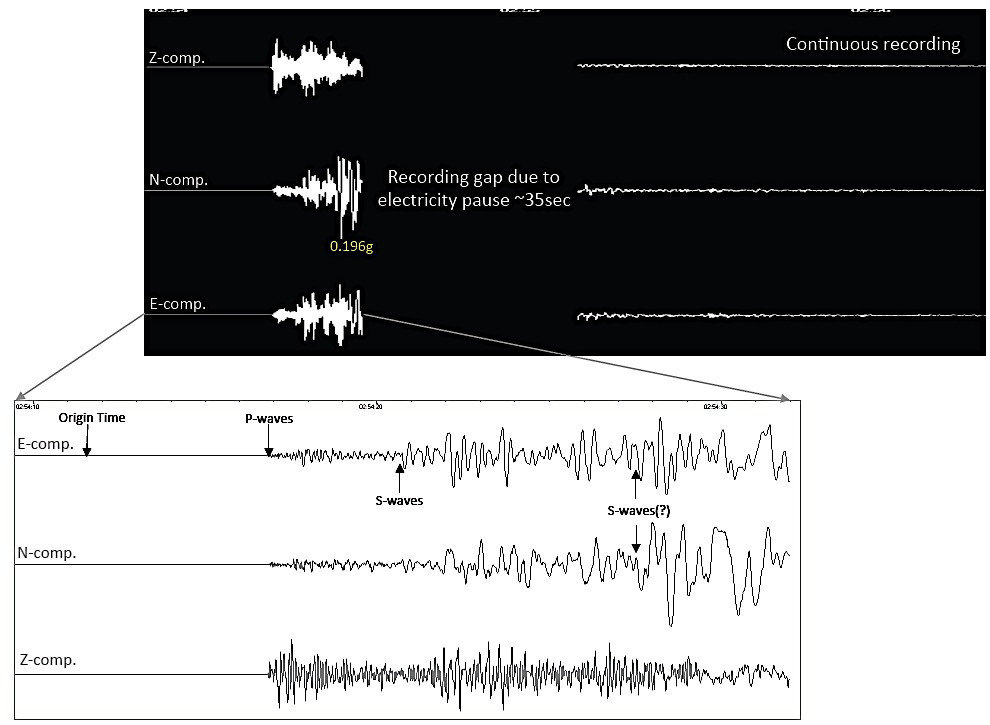 Z-comp.
Continuous recording
N-comp.
Recording gap due to
electricity pause ~35sec
0.196g
E-comp.
02:54:10
02:54:20
02:54:30
Origin Time
P-waves
E-comp.
S-waves
S-waves(?)
N-comp.
Z-comp.